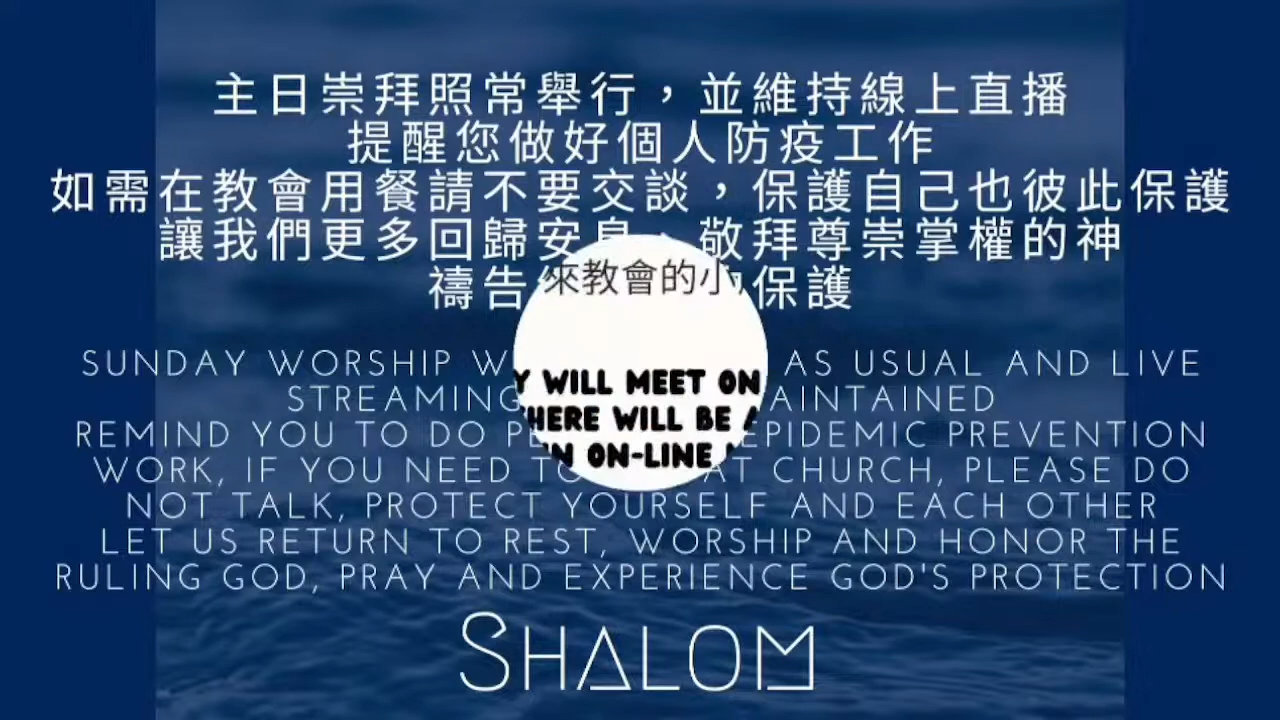 主日崇拜照常舉行，並維持線上直播
提醒您做好個人防疫工作
如需在教會用餐請不要交談，保護自己也彼此保護
讓我們更多回歸安息、敬拜尊崇掌權的神
禱告 保護
來教會的小
WILL MEET ON
HERE WILL BE
ON-LINE
SUNDAY WORSHIP AS USUAL AND LIVE
STREAMING
REMIND YOU TO DO EPIDEMIC PREVENTION
WORK, IF YOU NEED TO AT CHURCH, PLEASE DO
NOT TALK, PROTECT YOURSELF AND EACH OTHER
LET US RETURN TO REST, WORSHIP AND HONOR THE
RULING GOD, PRAY AND EXPERIENCE GOD'S PROTECTION
SHALOM